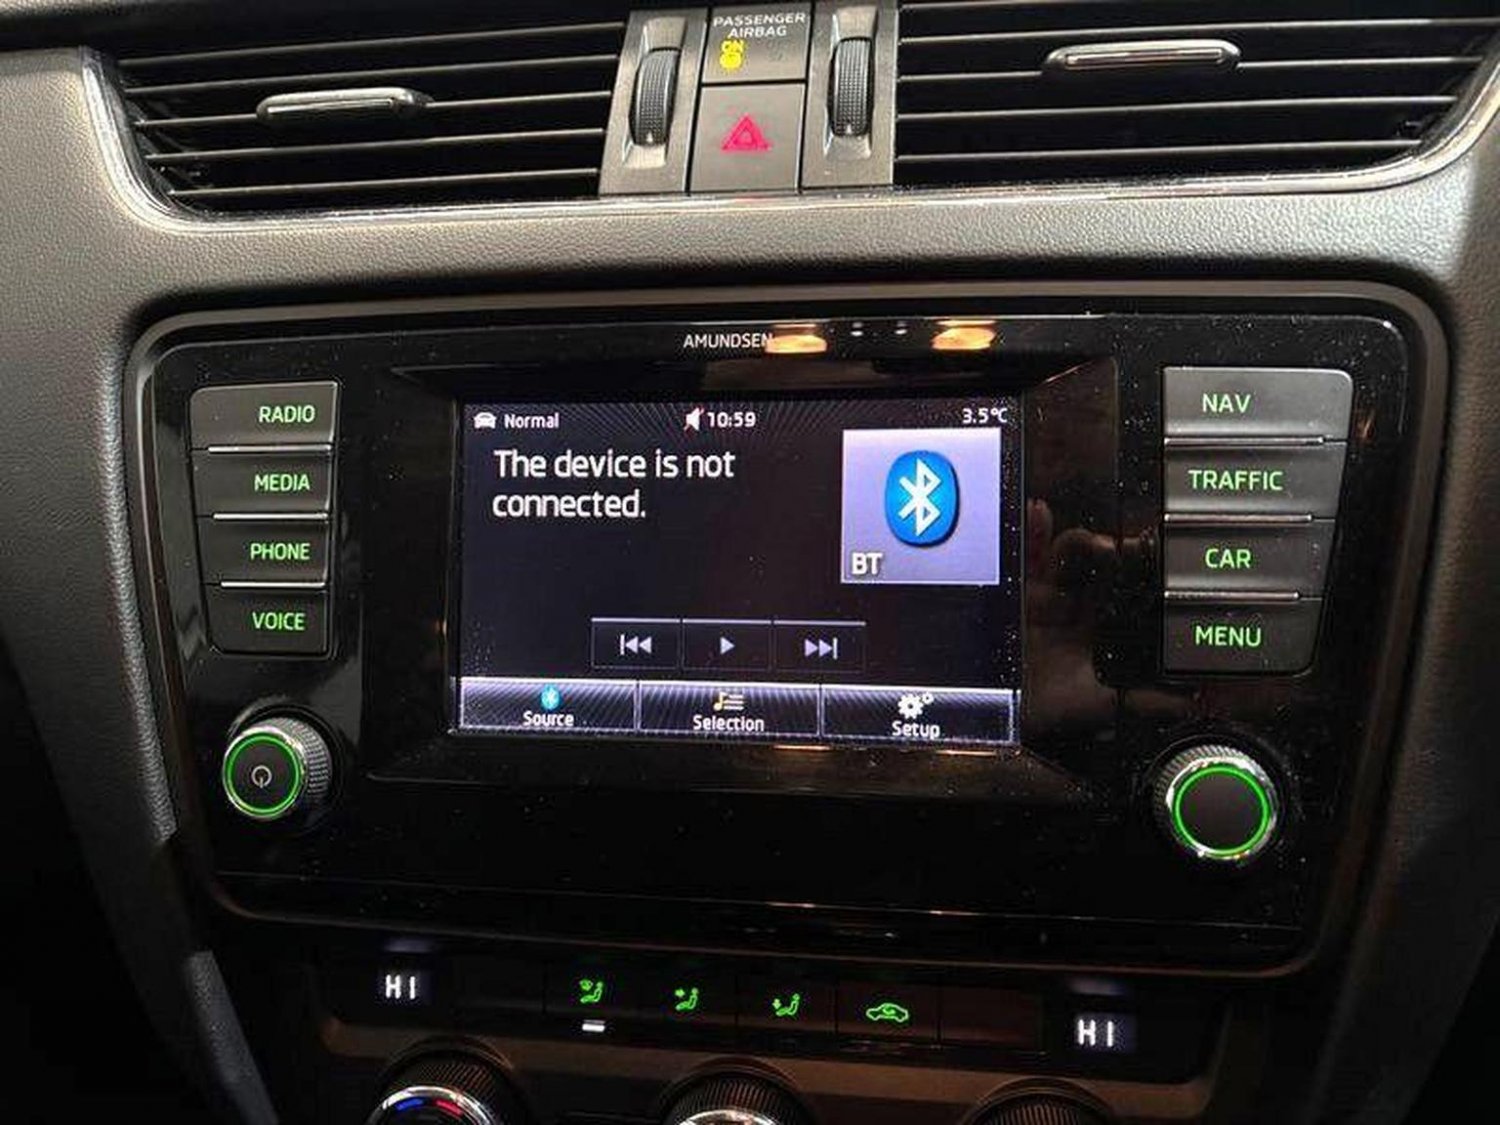 PASSENGER
AIRBAG
ON
AMUNDSEN
RADIO
MEDIA
PHONE
VOICE
Normal
10:59
3.5°C
The device is not
connected.
BT
Source
Selection
Setup
NAV
TRAFFIC
CAR
MENU
HI
HI